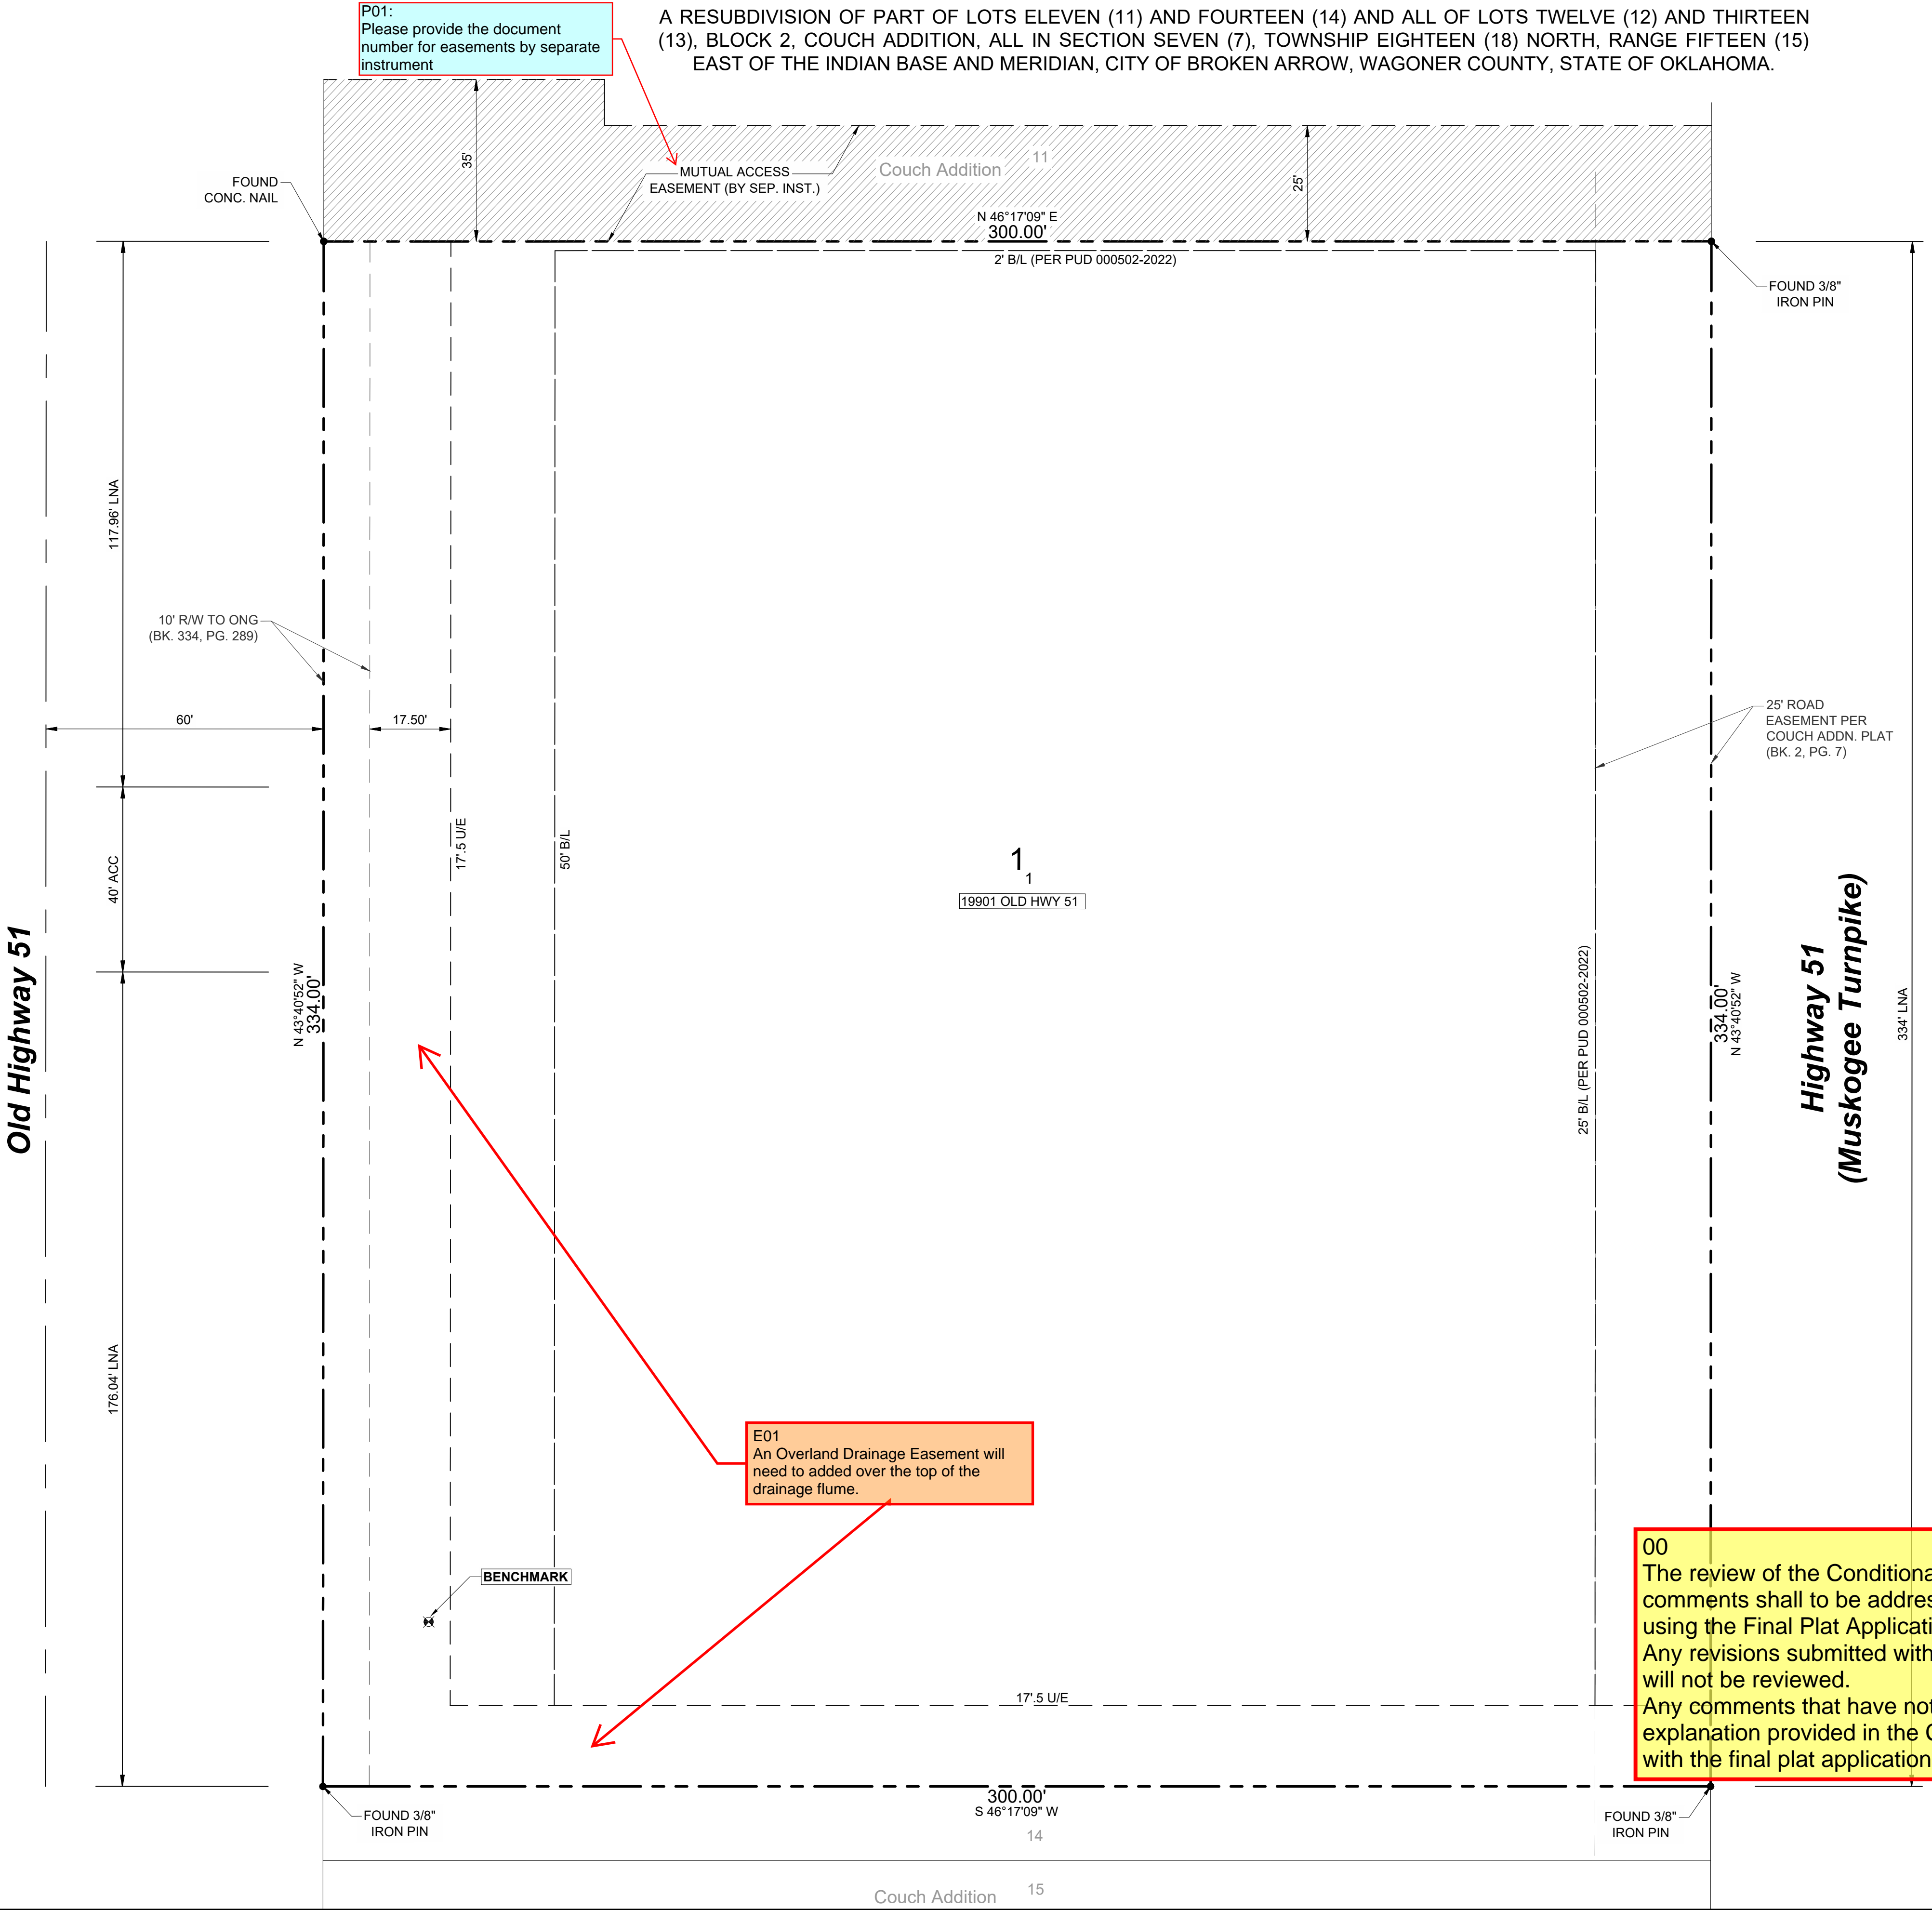 P01:
Please provide the document
number for easements by separate
instrument
A RESUBDIVISION OF PART OF LOTS ELEVEN (11) AND FOURTEEN (14) AND ALL OF LOTS TWELVE (12) AND THIRTEEN
(13), BLOCK 2, COUCH ADDITION, ALL IN SECTION SEVEN (7), TOWNSHIP EIGHTEEN (18) NORTH, RANGE FIFTEEN (15)
EAST OF THE INDIAN BASE AND MERIDIAN, CITY OF BROKEN ARROW, WAGONER COUNTY, STATE OF OKLAHOMA.
35'
MUTUAL ACCESS
EASEMENT (BY SEP. INST.)
Couch Addition
11
25'
FOUND
CONC. NAIL
N 46°17'09" E
300.00'
2' B/L (PER PUD 000502-2022)
FOUND 3/8"
IRON PIN
117.96' LNA
10' R/W TO ONG
(BK. 334, PG. 289)
60'
17.50'
25' ROAD
EASEMENT PER
COUCH ADDN. PLAT
(BK. 2, PG. 7)
40' ACC
17'.5 U/E
50' B/L
1
1
19901 OLD HWY 51
Old Highway 51
N 43°40'52" W
334.00'
25' B/L (PER PUD 000502-2022)
334.00'
N 43°40'52" W
Highway 51
(Muskogee Turnpike)
334' LNA
176.04' LNA
E01
An Overland Drainage Easement will
need to added over the top of the
drainage flume.
BENCHMARK
17'.5 U/E
00
The review of the Conditiona
comments shall to be addres
using the Final Plat Applicati
Any revisions submitted with
will not be reviewed.
Any comments that have not
explanation provided in the
with the final plat application
FOUND 3/8"
IRON PIN
300.00'
S 46°17'09" W
FOUND 3/8"
IRON PIN
14
Couch Addition
15